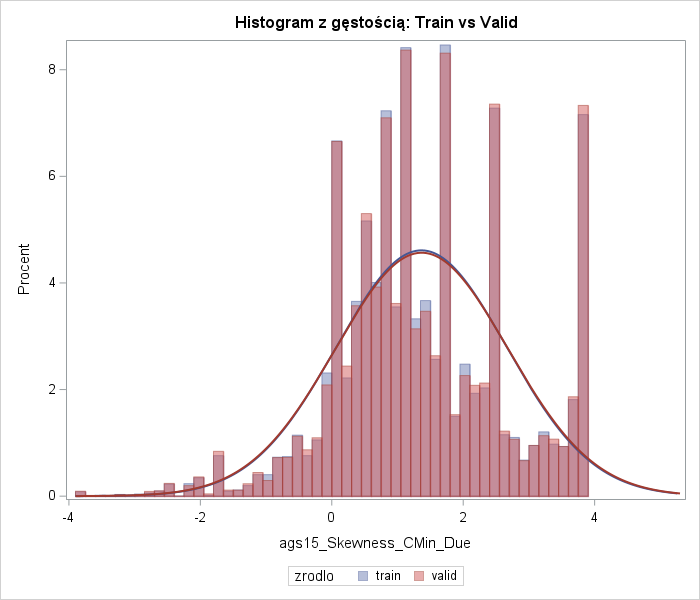 Histogram z gęstością: Train vs Valid
8
6
4
2
0
Procent
-4
-2
0
2
4
ags15_Skewness_CMin_Due
zrodlo train valid